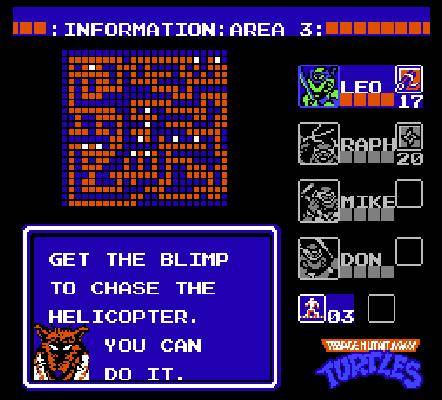 :INFORMATION:AREA 3:
LEO
17
RAPH
20
MIKE
DON
03
GET THE BLIMP
TO CHASE THE
HELICOPTER.
YOU CAN
DO IT.
TEENAGE MUTANT NINJA
TURTLES